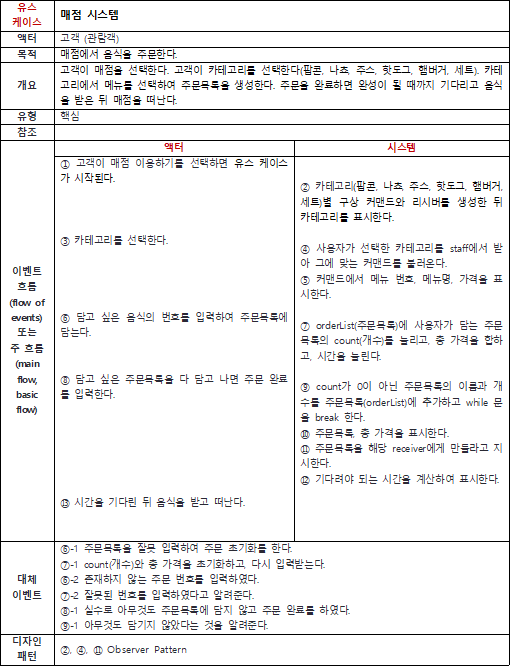 유스
케이스
매점 시스템
액터
고객 (관람객)
목적
매점에서 음식을 주문한다.
개요
고객이 매점을 선택한다. 고객이 카테고리를 선택한다(팝콘, 나쵸, 주스, 핫도그, 햄버거, 세트). 카테
고리에서 메뉴를 선택하여 주문목록을 생성한다. 주문을 완료하면 완성이 될 때까지 기다리고 음식
을 받은 뒤 매점을 떠난다.
유형
핵심
참조
이벤트
흐름
(flow of
events)
또는
주 흐름
(main
flow,
basic
flow)
액터
① 고객이 매점 이용하기를 선택하면 유스 케이스
가 시작된다.
③ 카테고리를 선택한다.
⑥ 담고 싶은 음식의 번호를 입력하여 주문목록에
담는다.
⑧ 담고 싶은 주문목록을 다 담고 나면 주문 완료
를 입력한다.
⑬ 시간을 기다린 뒤 음식을 받고 떠난다.
시스템
② 카테고리(팝콘, 나쵸, 주스, 핫도그, 햄버거,
세트)별 구상 커맨드와 리시버를 생성한 뒤
카테고리를 표시한다.
④ 사용자가 선택한 카테고리를 staff에서 받
아 그에 맞는 커맨드를 불러온다.
⑤ 커맨드에서 메뉴 번호, 메뉴명, 가격을 표
시한다.
⑦ orderList(주문목록)에 사용자가 담는 주문
목록의 count(개수)를 늘리고, 총 가격을 합하
고, 시간을 늘린다.
⑨ count가 0이 아닌 주문목록의 이름과 개
수를 주문목록(orderList)에 추가하고 while 문
을 break 한다.
⑩ 주문목록, 총 가격을 표시한다.
⑪ 주문목록을 해당 receiver에게 만들라고 지
시한다.
⑫ 기다려야 되는 시간을 계산하여 표시한다.
대체
이벤트
⑥-1 주문목록을 잘못 입력하여 주문 초기화를 한다.
⑦-1 count(개수)와 총 가격을 초기화하고, 다시 입력받는다.
⑥-2 존재하지 않는 주문 번호를 입력하였다.
⑦-2 잘못된 번호를 입력하였다고 알려준다.
⑧-1 실수로 아무것도 주문목록에 담지 않고 주문 완료를 하였다.
⑨-1 아무것도 담기지 않았다는 것을 알려준다.
디자인
패턴
②, ④, ⑪ Observer Pattern